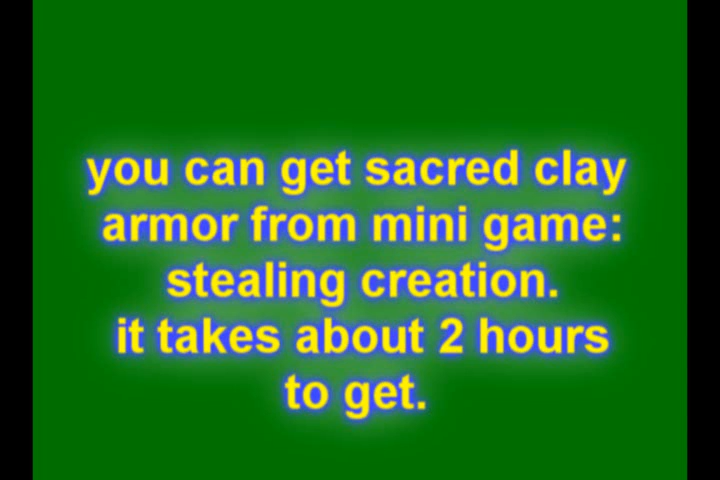 you can get sacred clay
armor from mini game:
stealing creation.
it takes about 2 hours
to get.